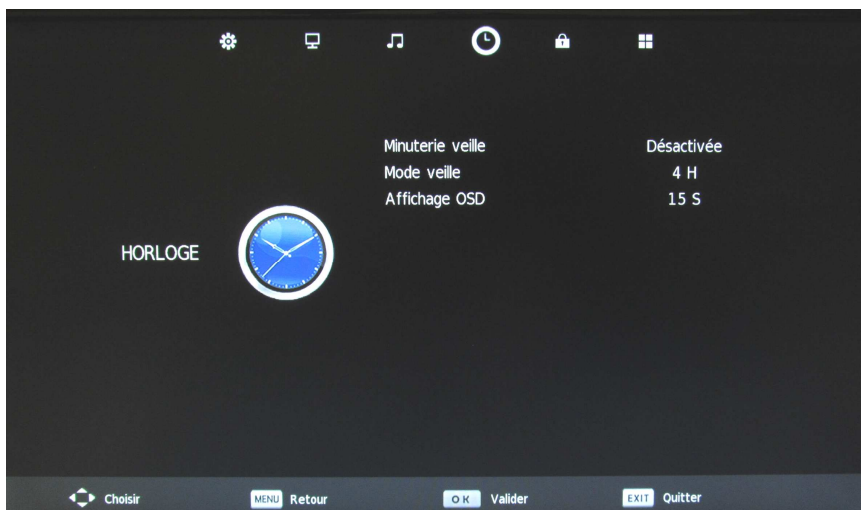 Minuterie veille Désactivée
Mode veille 4 H
Affichage OSD 15 S
HORLOGE
Choisir MENU Retour OK Valider EXIT Quitter